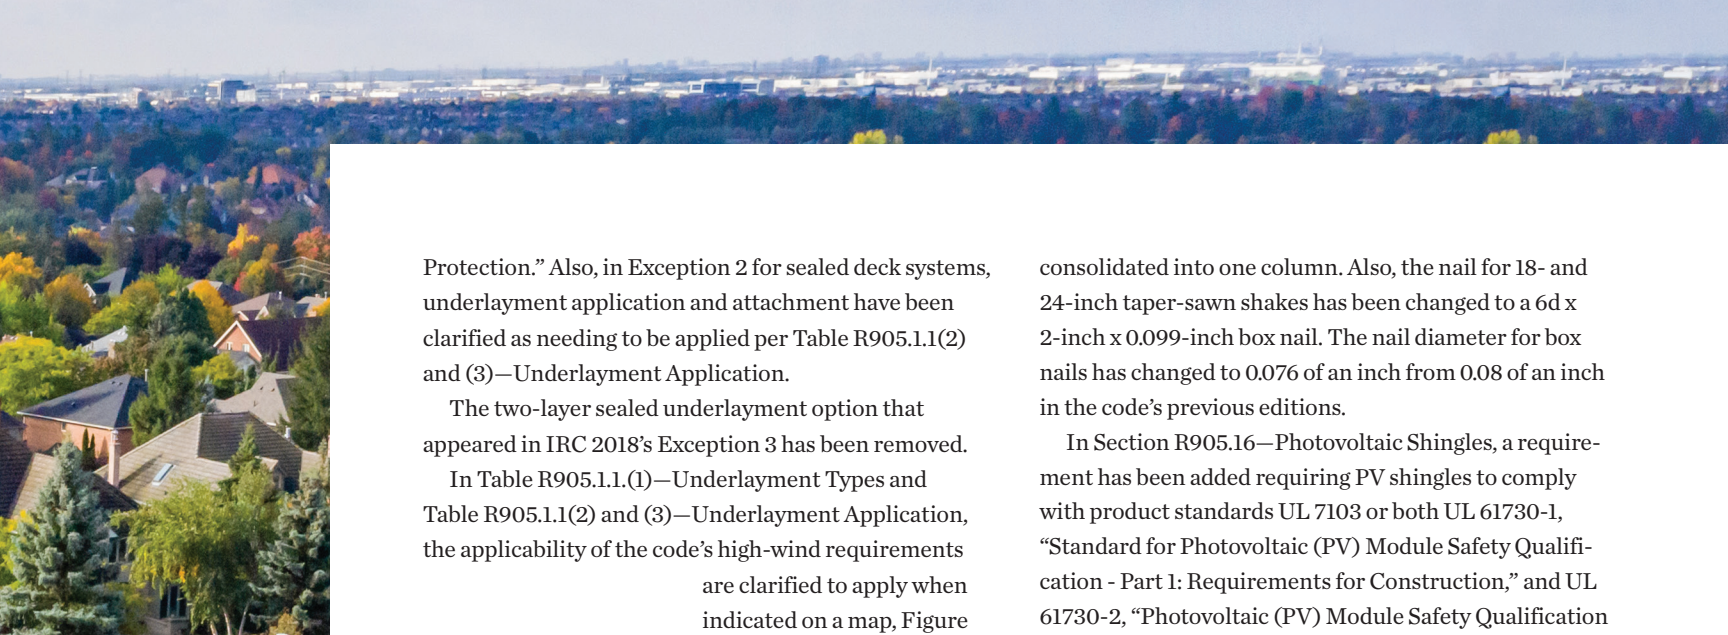 Protection.” Also, in Exception 2 for sealed deck systems,
underlayment application and attachment have been
clarified as needing to be applied per Table R905.1.1(2)
and (3)—Underlayment Application.
The two-layer sealed underlayment option that
appeared in IRC 2018’s Exception 3 has been removed.
In Table R905.1.1.(1)—Underlayment Types and
Table R905.1.1(2) and (3)—Underlayment Application,
the applicability of the code’s high-wind requirements
are clarified to apply when
indicated on a map, Figure
consolidated into one column. Also, the nail for 18- and
24-inch taper-sawn shakes has been changed to a 6d x
2-inch x 0.099-inch box nail. The nail diameter for box
nails has changed to 0.076 of an inch from 0.08 of an inch
in the code’s previous editions.
In Section R905.16—Photovoltaic Shingles, a require-
ment has been added requiring PV shingles to comply
with product standards UL 7103 or both UL 61730-1,
“Standard for Photovoltaic (PV) Module Safety Qualifi-
cation - Part 1: Requirements for Construction,” and UL
61730-2, “Photovoltaic (PV) Module Safety Qualification